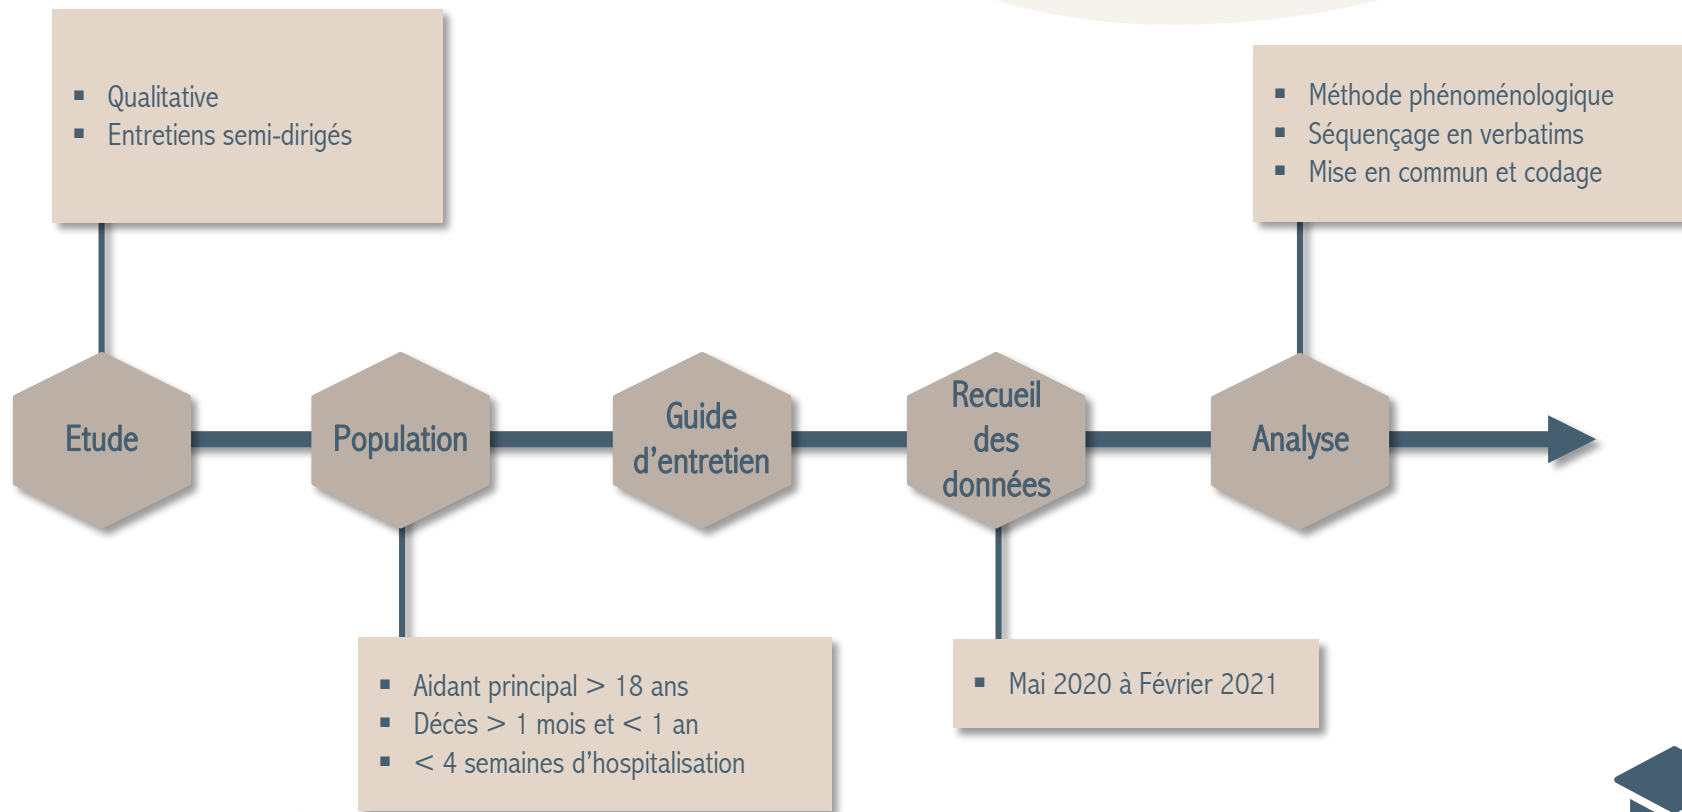 ▪ Qualitative
▪ Entretiens semi-dirigés
▪ Méthode phénoménologique
▪ Séquençage en verbatims
▪ Mise en commun et codage
Etude
Population
Guide
d’entretien
Recueil
des
données
Analyse
▪ Aidant principal > 18 ans
▪ Décès > 1 mois et < 1 an
▪ < 4 semaines d’hospitalisation
▪ Mai 2020 à Février 2021